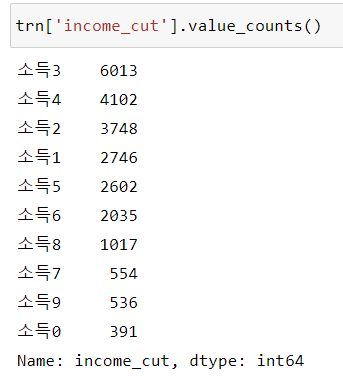 trn['income_cut'].value_counts()
소득3 6013
소득4 4102
소득2 3748
소득1 2746
소득5 2602
소득6 2035
소득8 1017
소득7 554
소득9 536
소득0 391
Name: income_cut, dtype: int64